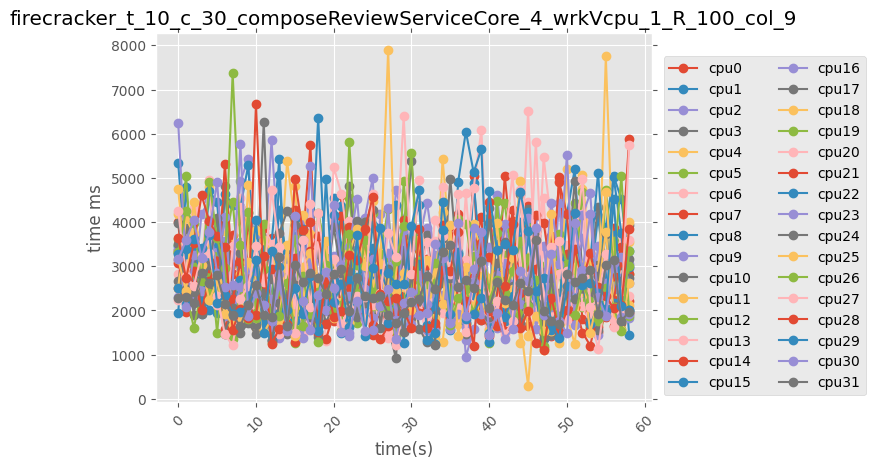 firecracker_t_10_c_30_composeReviewServiceCore_4_wrkVcpu_1_R_100_col_9
time ms
8000
7000
6000
5000
4000
3000
2000
1000
0
0
10
20
30
40
50
60
time(s)
cpu0
cpu1
cpu2
cpu3
cpu4
cpu5
cpu6
cpu7
cpu8
cpu9
cpu10
cpu11
cpu12
cpu13
cpu14
cpu15
cpu16
cpu17
cpu18
cpu19
cpu20
cpu21
cpu22
cpu23
cpu24
cpu25
cpu26
cpu27
cpu28
cpu29
cpu30
cpu31